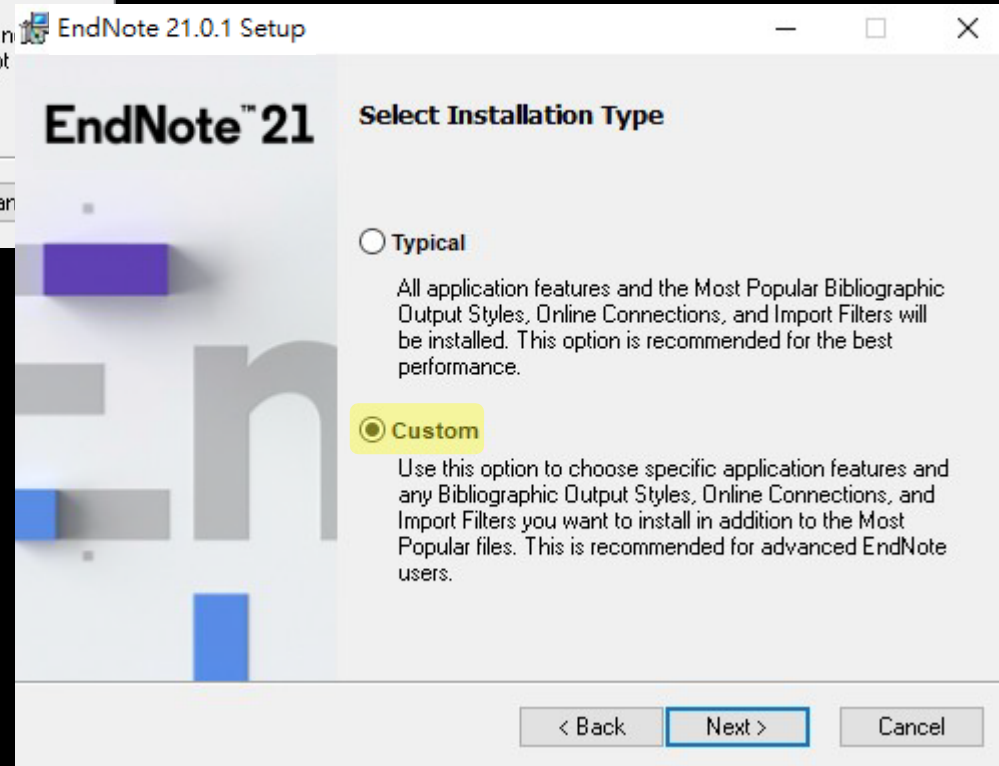 EndNote 21.0.1 Setup
EndNote™ 21
Select Installation Type
Typical
All application features and the Most Popular Bibliographic
Output Styles, Online Connections, and Import Filters will
be installed. This option is recommended for the best
performance.
Custom
Use this option to choose specific application features and
any Bibliographic Output Styles, Online Connections, and
Import Filters you want to install in addition to the Most
Popular files. This is recommended for advanced EndNote
users.
< Back
Next >
Cancel